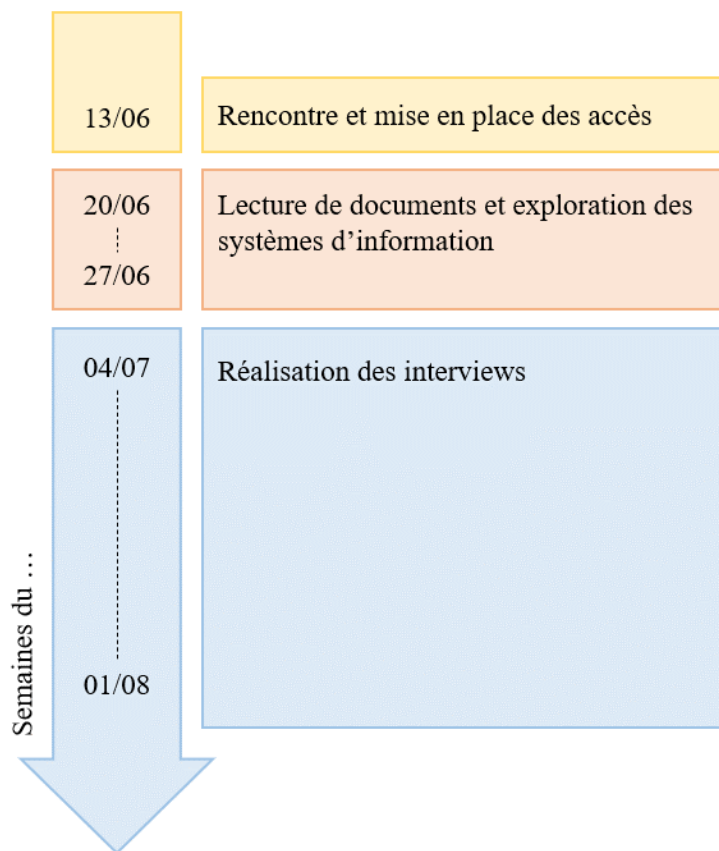 13/06
Rencontre et mise en place des accès
20/06
27/06
Lecture de documents et exploration des
systèmes d’information
04/07
01/08
Réalisation des interviews
Semaines du …